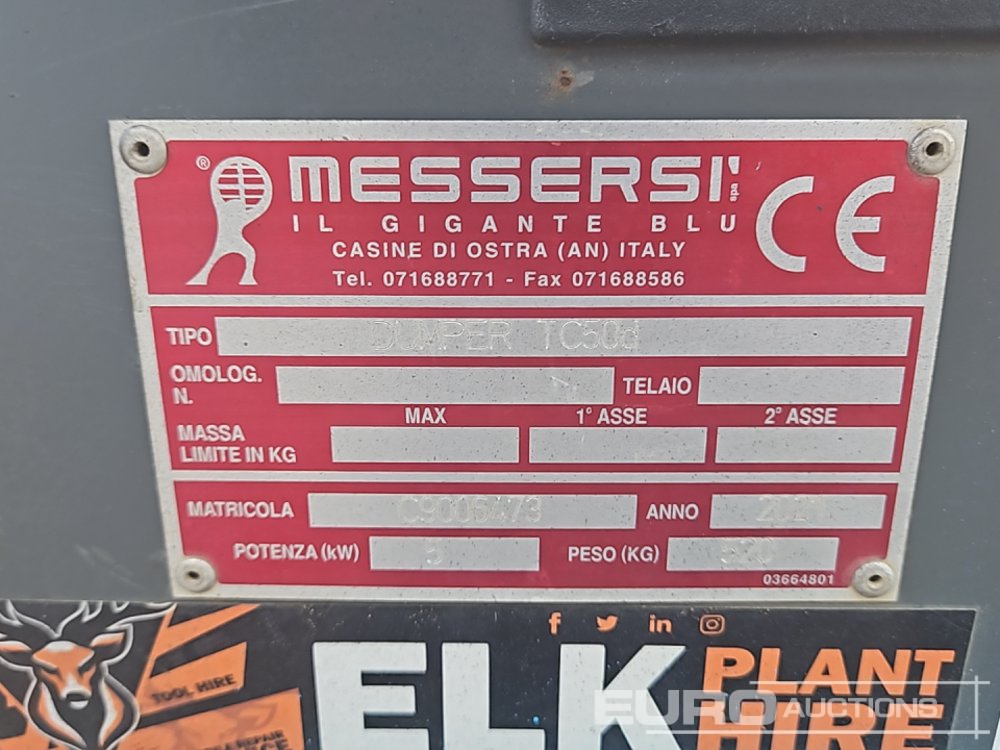 ® MESSERSI' spa
IL GIGANTE BLU
CASINE DI OSTRA (AN) ITALY
Tel. 071688771 - Fax 071688586
CE
TIPO DUMPER TC50d
OMOLOG. N.
TELAIO
MAX 1° ASSE 2° ASSE
MASSA LIMITE IN KG
MATRICOLA ANNO
POTENZA (kW) 5 PESO (KG)
03664801
TOOL HIRE
ELK PLANT HIRE
EURO AUCTIONS